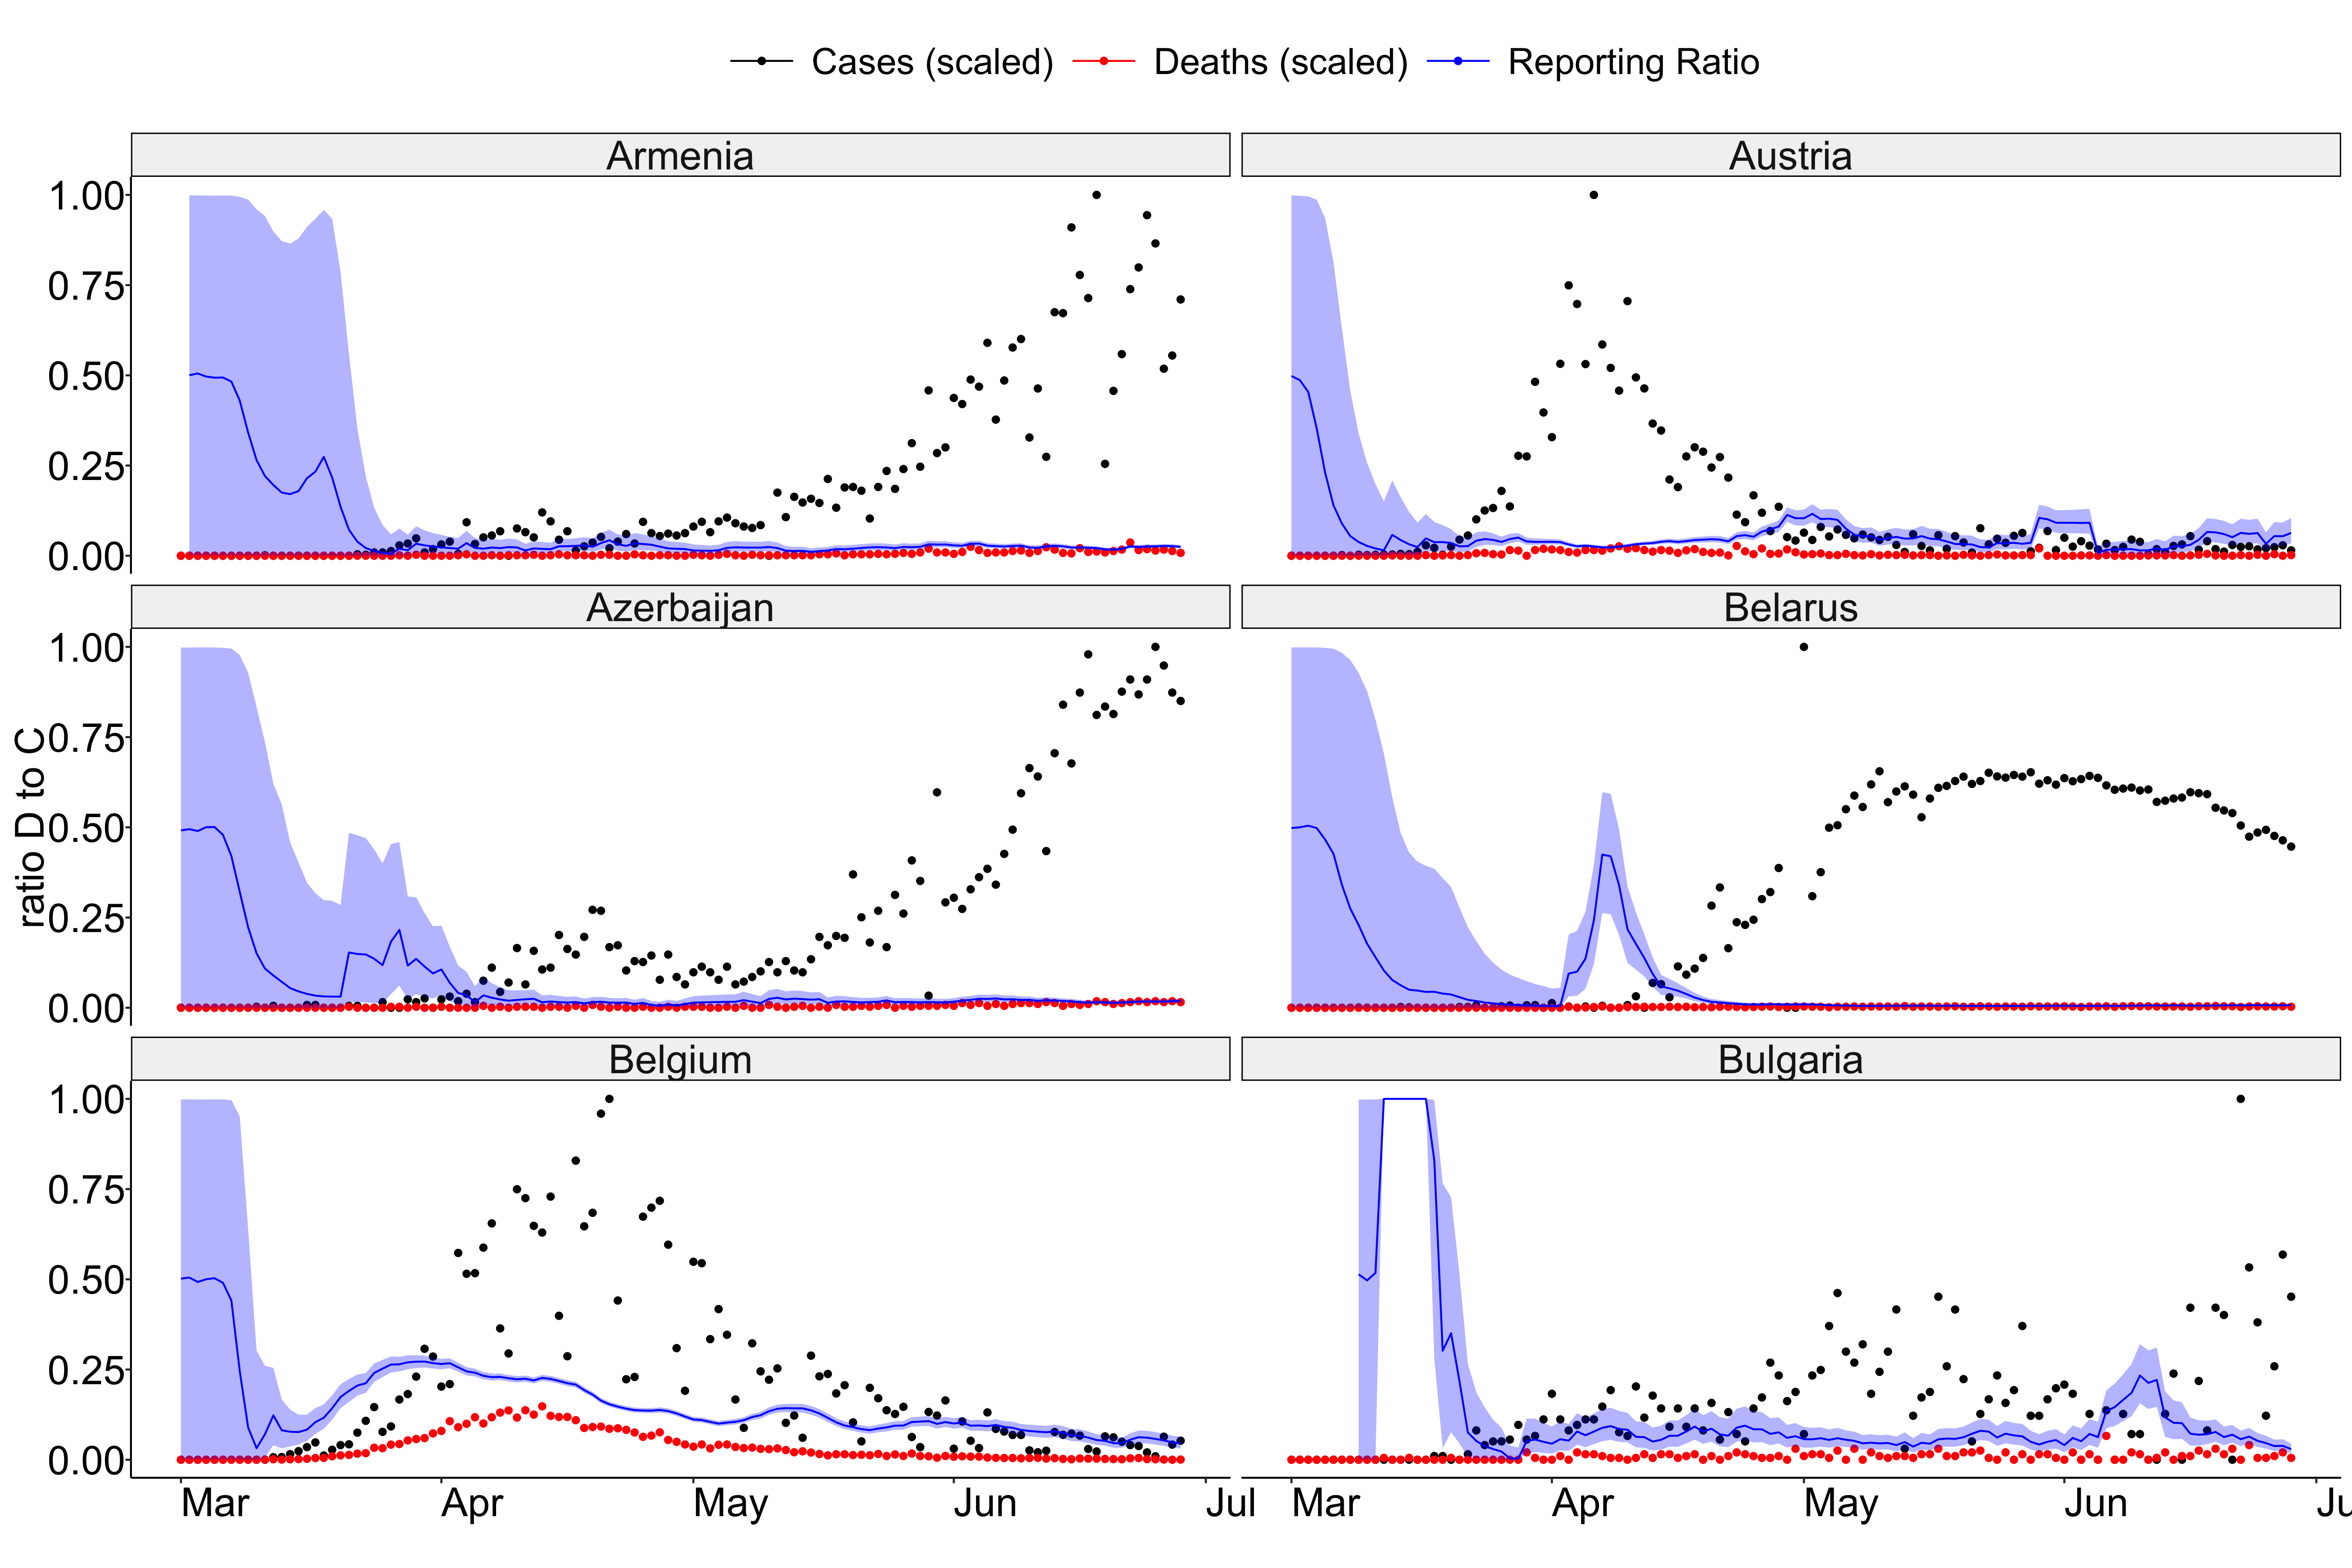 Cases (scaled) Deaths (scaled) Reporting Ratio
Armenia Austria
1.00
0.75
0.50
0.25
0.00
Azerbaijan Belarus
1.00
0.75
0.50
0.25
0.00
ratio D to C
Belgium Bulgaria
1.00
0.75
0.50
0.25
0.00
Mar Apr May Jun Jul Mar Apr May Jun Ju